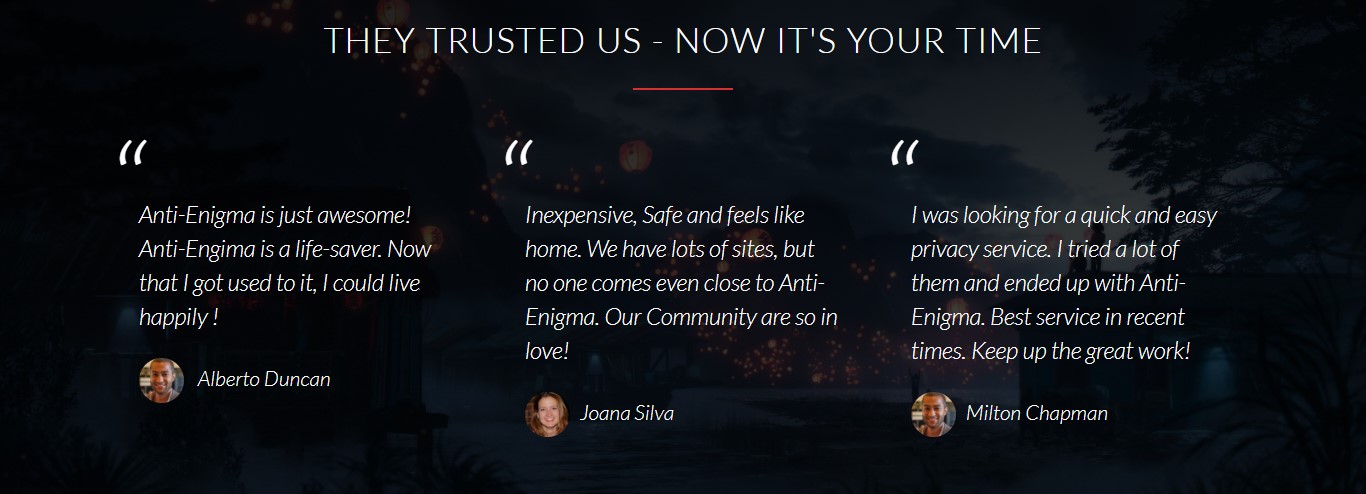 THEY TRUSTED US - NOW IT'S YOUR TIME
“
Anti-Enigma is just awesome!
Anti-Engima is a life-saver. Now
that I got used to it, I could live
happily !
Alberto Duncan
“
Inexpensive, Safe and feels like
home. We have lots of sites, but
no one comes even close to Anti-
Enigma. Our Community are so in
love!
Joana Silva
“
I was looking for a quick and easy
privacy service. I tried a lot of
them and ended up with Anti-
Enigma. Best service in recent
times. Keep up the great work!
Milton Chapman